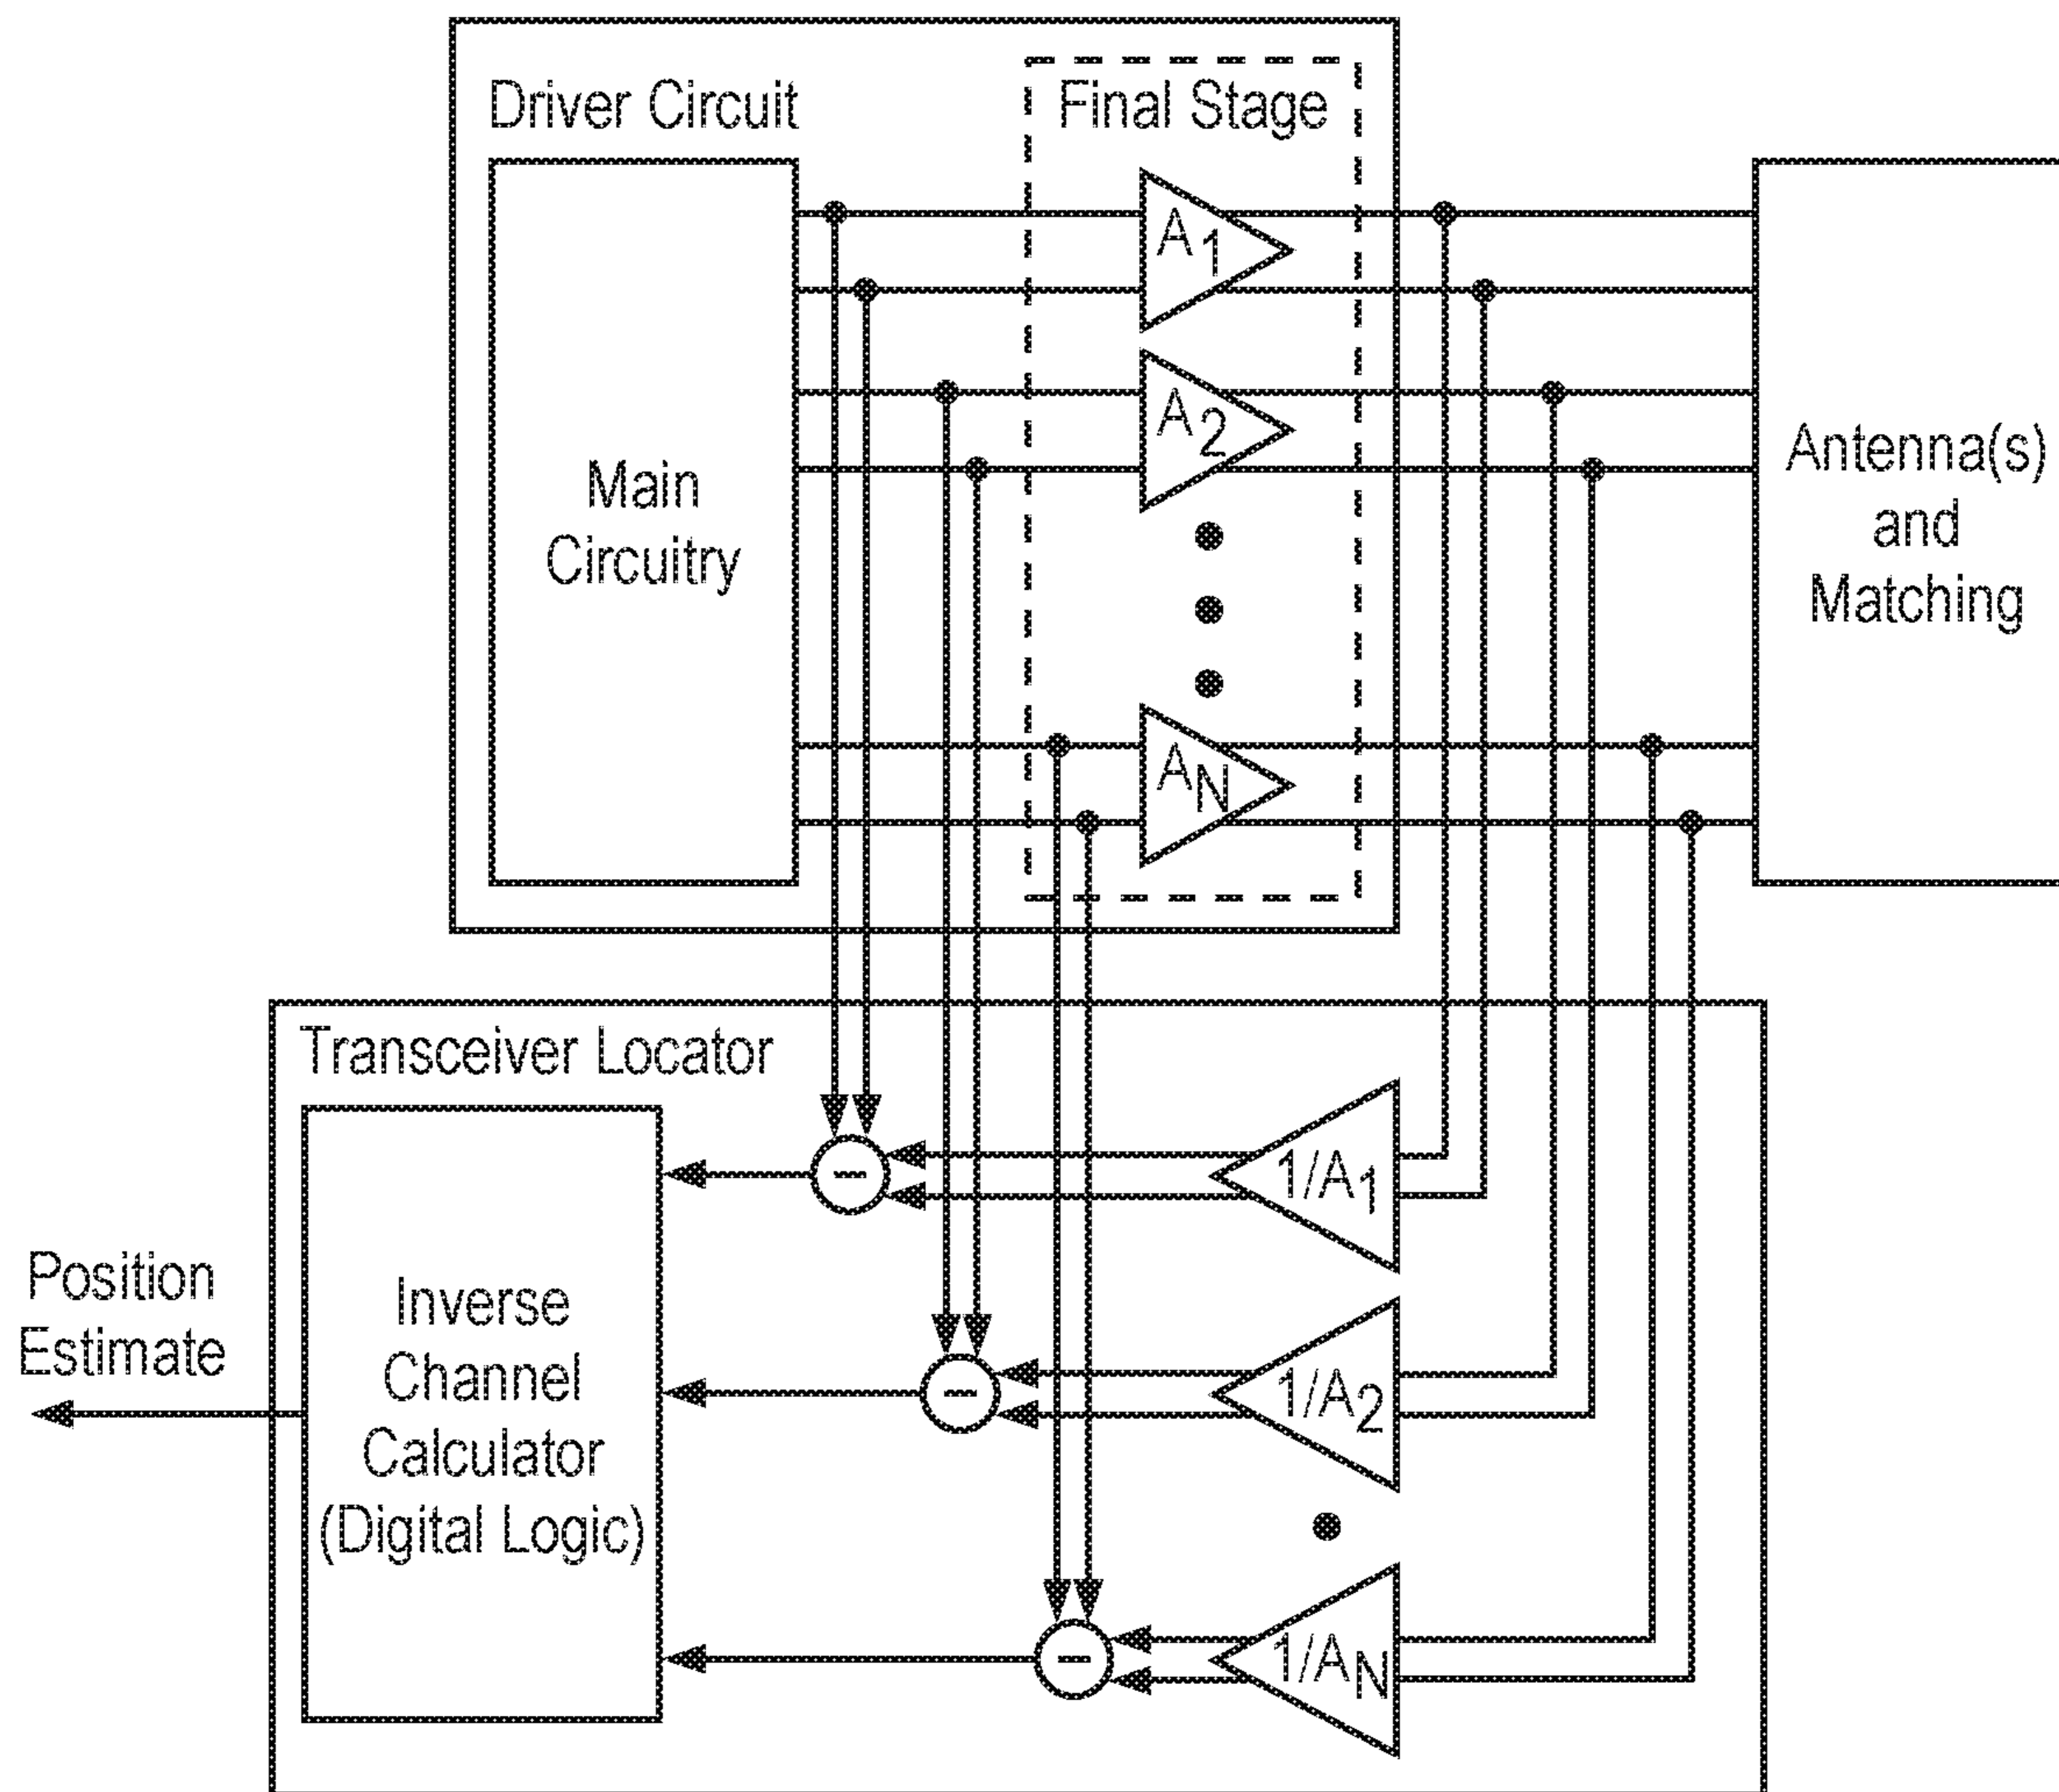 Driver Circuit
Final Stage
Main
Circuitry
A1
A2
AN
Antenna(s)
and
Matching
Transceiver Locator
Position
Estimate
Inverse
Channel
Calculator
(Digital Logic)
−
−
−
1/A1
1/A2
1/AN